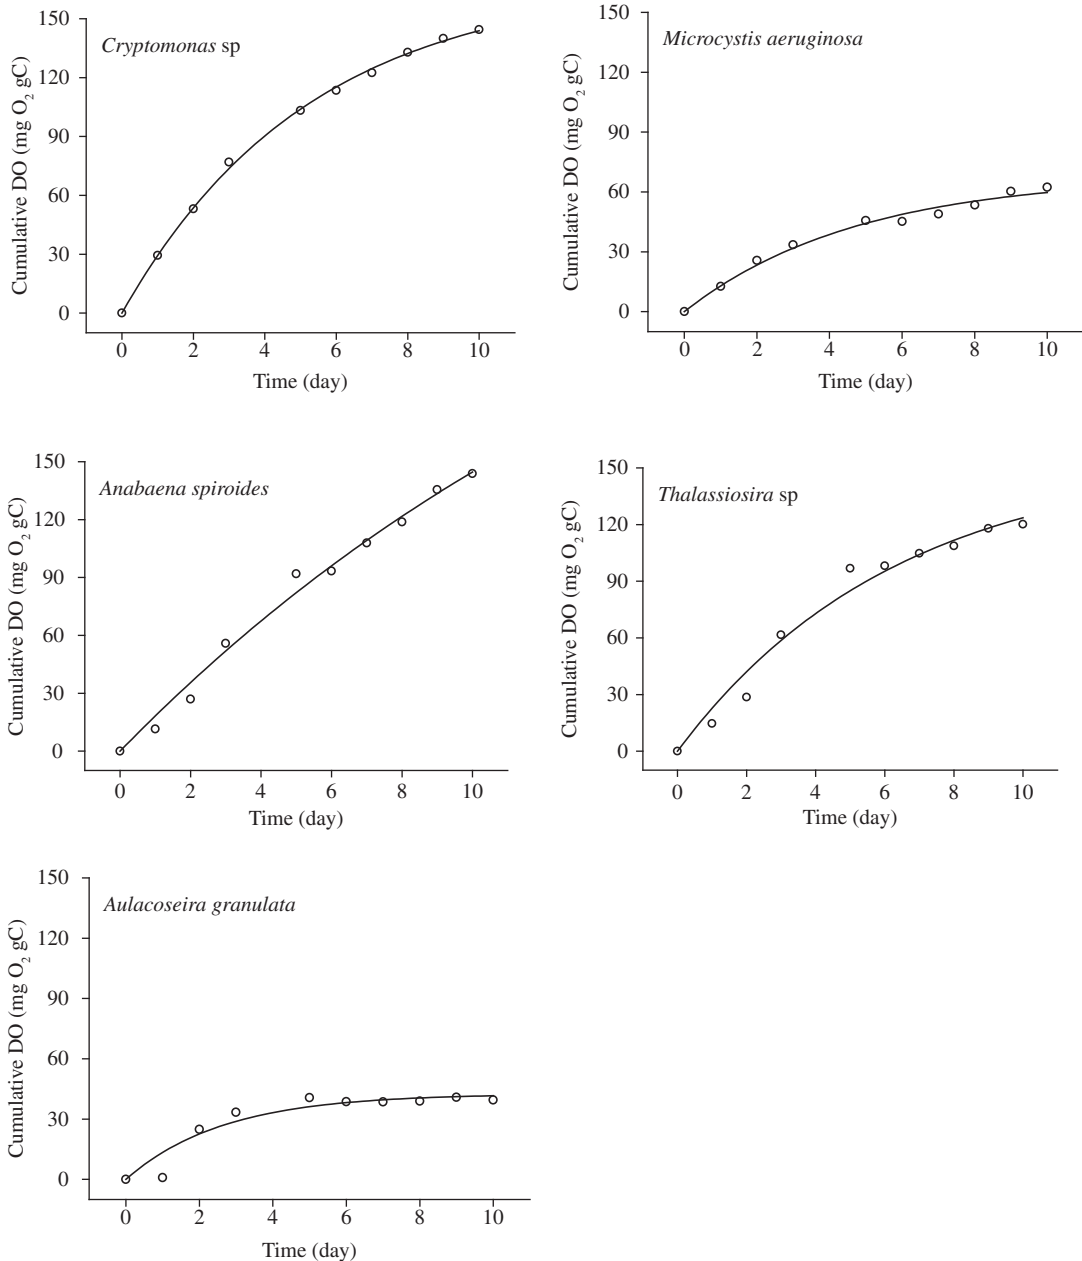 Cryptomonas sp
Cumulative DO (mg O₂ gC)
150
120
90
60
30
0
0 2 4 6 8 10
Time (day)
Microcystis aeruginosa
Cumulative DO (mg O₂ gC)
150
120
90
60
30
0
0 2 4 6 8 10
Time (day)
Anabaena spiroides
Cumulative DO (mg O₂ gC)
150
120
90
60
30
0
0 2 4 6 8 10
Time (day)
Thalassiosira sp
Cumulative DO (mg O₂ gC)
150
120
90
60
30
0
0 2 4 6 8 10
Time (day)
Aulacoseira granulata
Cumulative DO (mg O₂ gC)
150
120
90
60
30
0
0 2 4 6 8 10
Time (day)